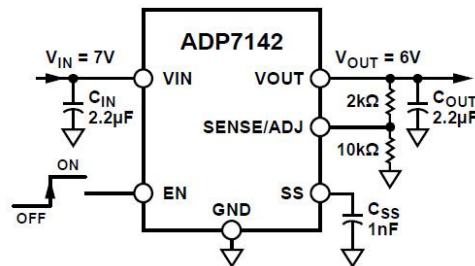 ADP7142
V_IN = 7V
VIN
VOUT
V_OUT = 6V
C_IN
2.2µF
2kΩ
C_OUT
2.2µF
SENSE/ADJ
10kΩ
ON
OFF
EN
SS
GND
C_SS
1nF